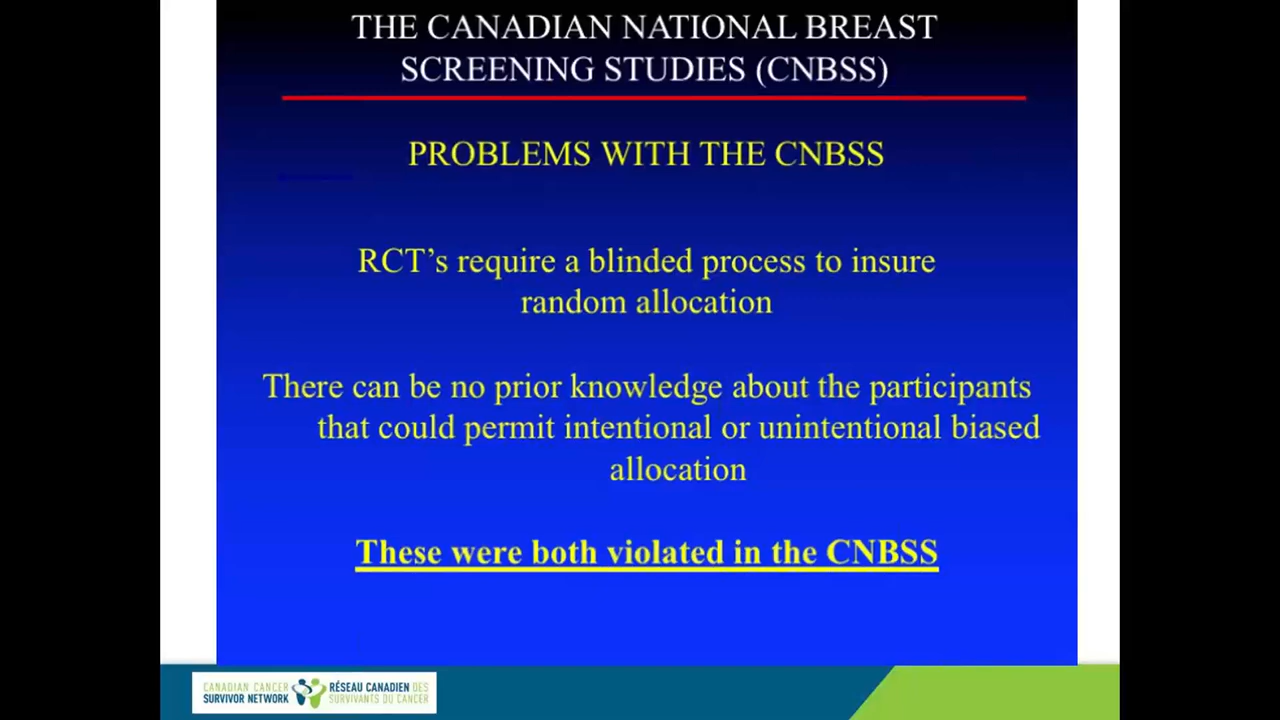 THE CANADIAN NATIONAL BREAST
SCREENING STUDIES (CNBSS)
PROBLEMS WITH THE CNBSS
RCT’s require a blinded process to insure
random allocation
There can be no prior knowledge about the participants
that could permit intentional or unintentional biased
allocation
These were both violated in the CNBSS
CANADIAN CANCER
SURVIVOR NETWORK
RÉSEAU CANADIEN DES
SURVIVANTS DU CANCER